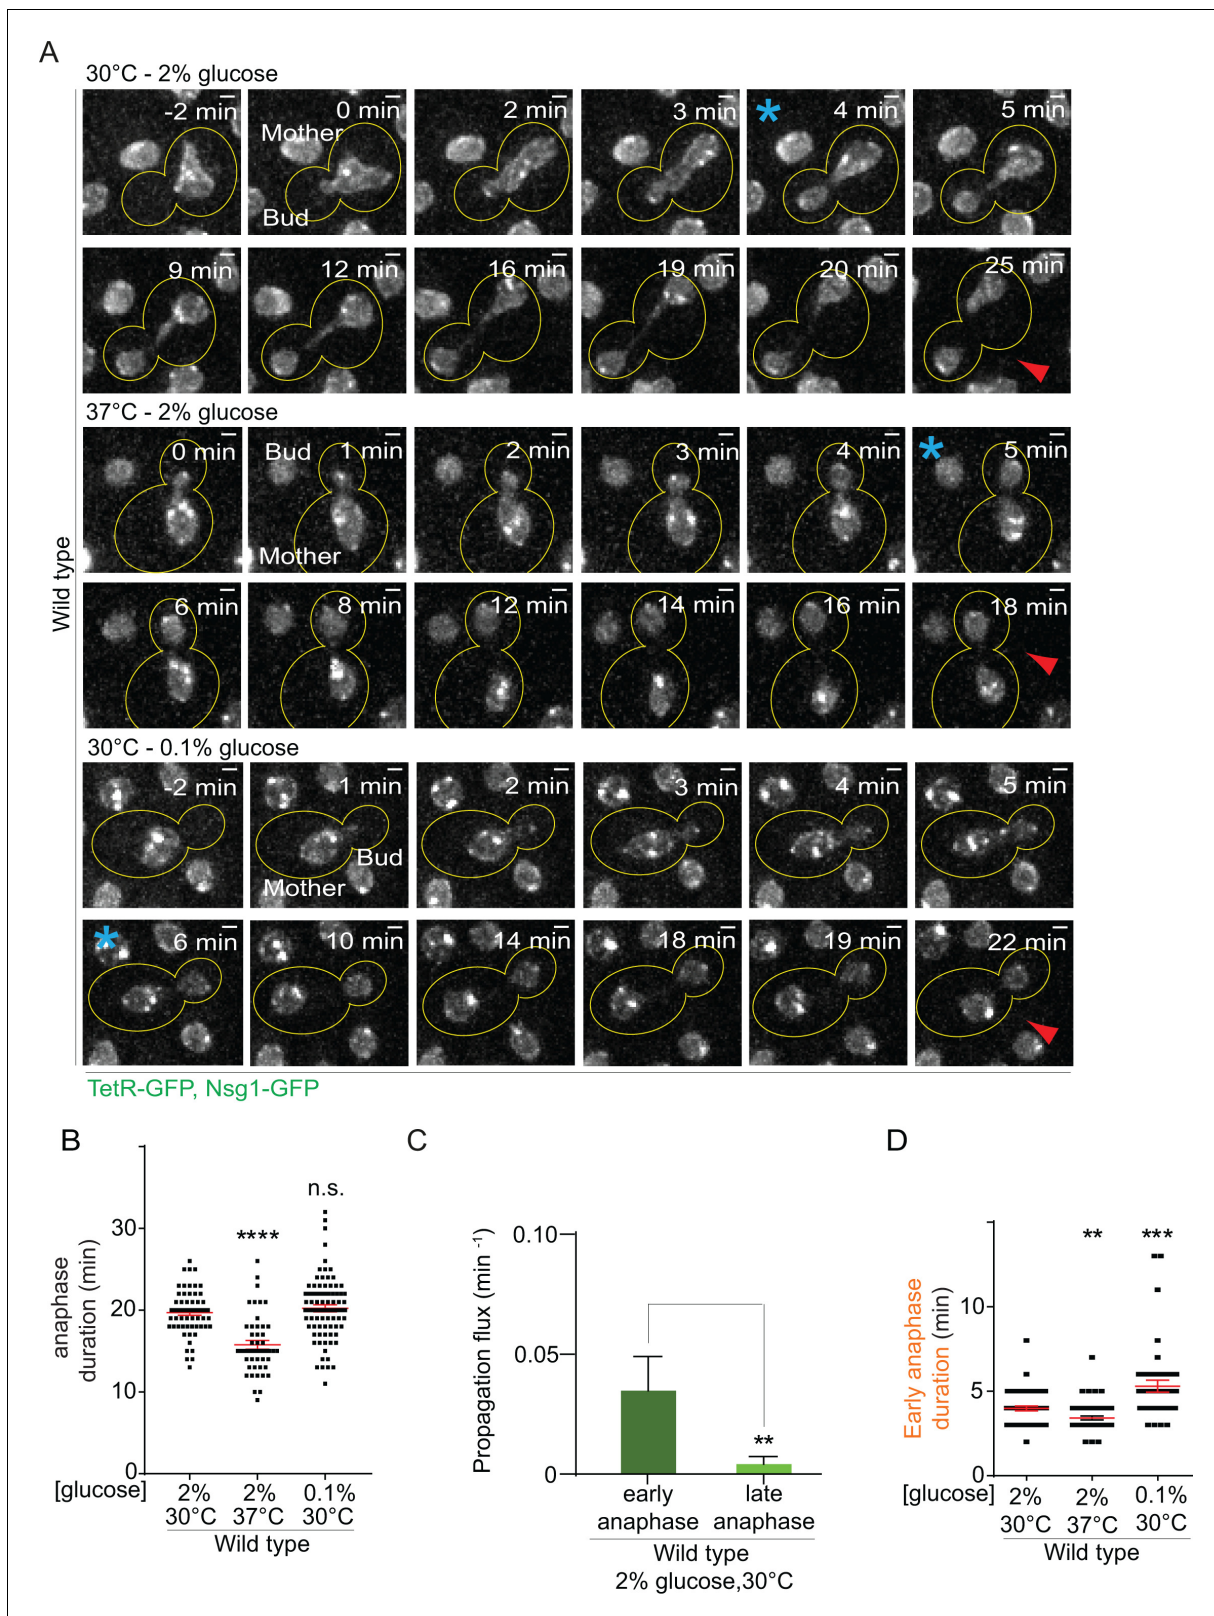 A
30°C - 2% glucose
-2 min
0 min
2 min
3 min
* 4 min
5 min
Mother
Bud
9 min
12 min
16 min
19 min
20 min
25 min
37°C - 2% glucose
0 min
Bud 1 min
2 min
3 min
4 min
* 5 min
Mother
6 min
8 min
12 min
14 min
16 min
18 min
Wild type
30°C - 0.1% glucose
-2 min
1 min
2 min
3 min
4 min
5 min
Bud
Mother
* 6 min
10 min
14 min
18 min
19 min
22 min
TetR-GFP, Nsg1-GFP
B
anaphase
duration (min)
30
20
10
0
****
n.s.
[glucose] 2% 2% 0.1%
30°C 37°C 30°C
Wild type
C
Propagation flux (min⁻¹)
0.10
0.05
0
**
early
anaphase
late
anaphase
Wild type
2% glucose,30°C
D
Early anaphase
duration (min)
10
5
0
**
***
[glucose] 2% 2% 0.1%
30°C 37°C 30°C
Wild type